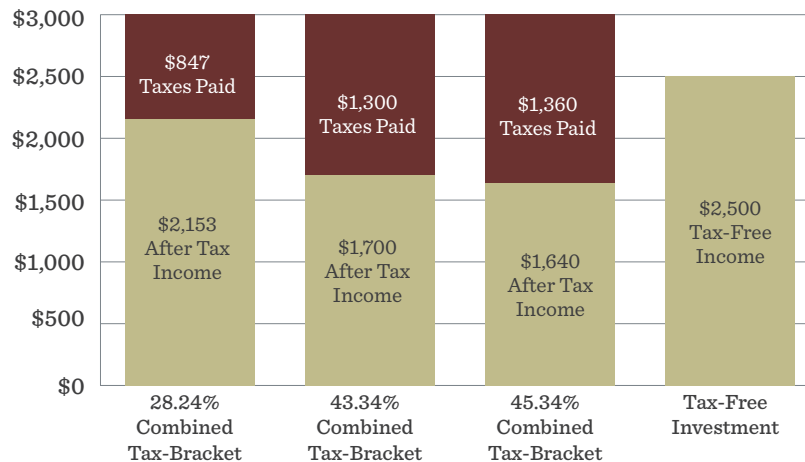 $3,000
$2,500
$2,000
$1,500
$1,000
$500
$0
$847
Taxes Paid
$2,153
After Tax
Income
$1,300
Taxes Paid
$1,700
After Tax
Income
$1,360
Taxes Paid
$1,640
After Tax
Income
$2,500
Tax-Free
Income
28.24%
Combined
Tax-Bracket
43.34%
Combined
Tax-Bracket
45.34%
Combined
Tax-Bracket
Tax-Free
Investment